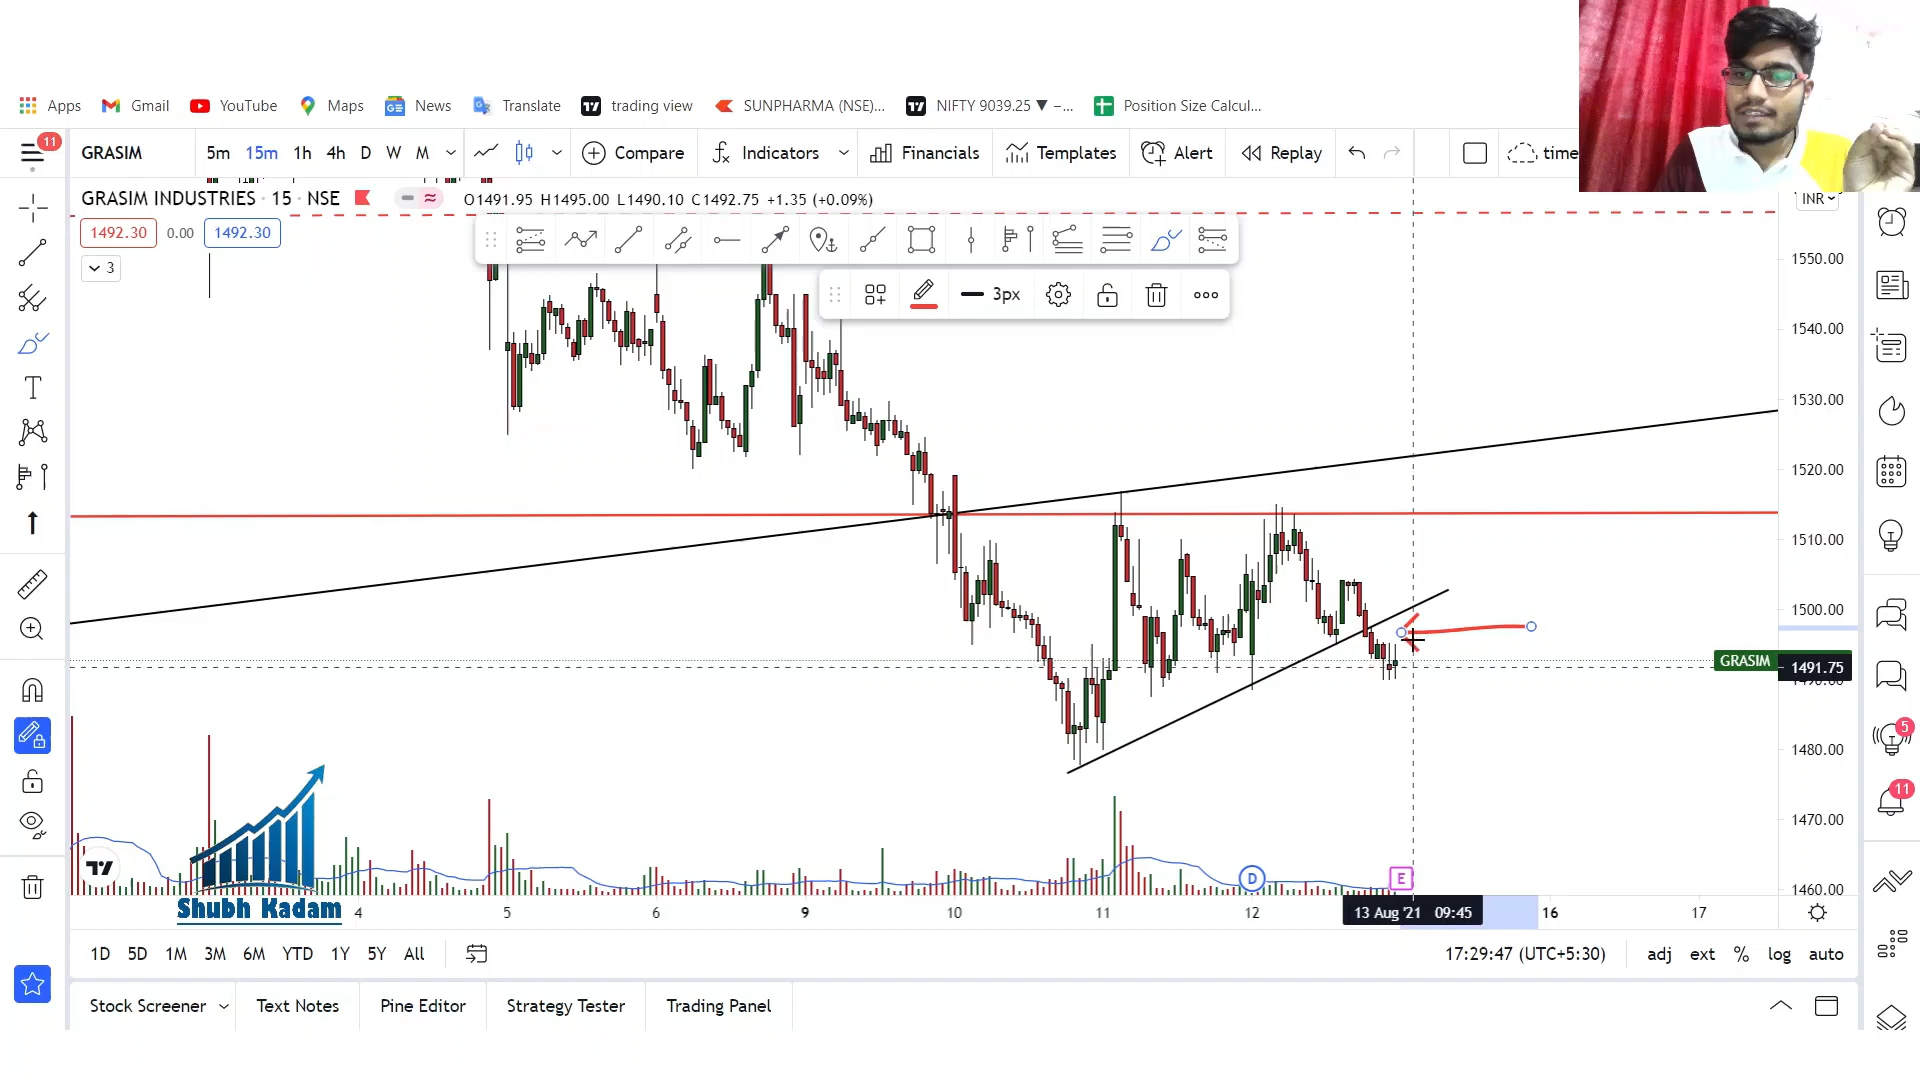 Apps Gmail YouTube Maps News Translate trading view SUNPHARMA (NSE)... NIFTY 9039.25 ▼ −... Position Size Calcul...
11
GRASIM 5m 15m 1h 4h D W M Compare Indicators Financials Templates Alert Replay time
GRASIM INDUSTRIES · 15 · NSE O1491.95 H1495.00 L1490.10 C1492.75 +1.35 (+0.09%)
INR
1492.30 0.00 1492.30
3
3px
1550.00
1540.00
1530.00
1520.00
1510.00
1500.00
GRASIM 1491.75
1490.00
1480.00
1470.00
1460.00
5
11
D E
Shubh Kadam
4 5 6 9 10 11 12 13 Aug '21 09:45 16 17
1D 5D 1M 3M 6M YTD 1Y 5Y All 17:29:47 (UTC+5:30) adj ext % log auto
Stock Screener Text Notes Pine Editor Strategy Tester Trading Panel